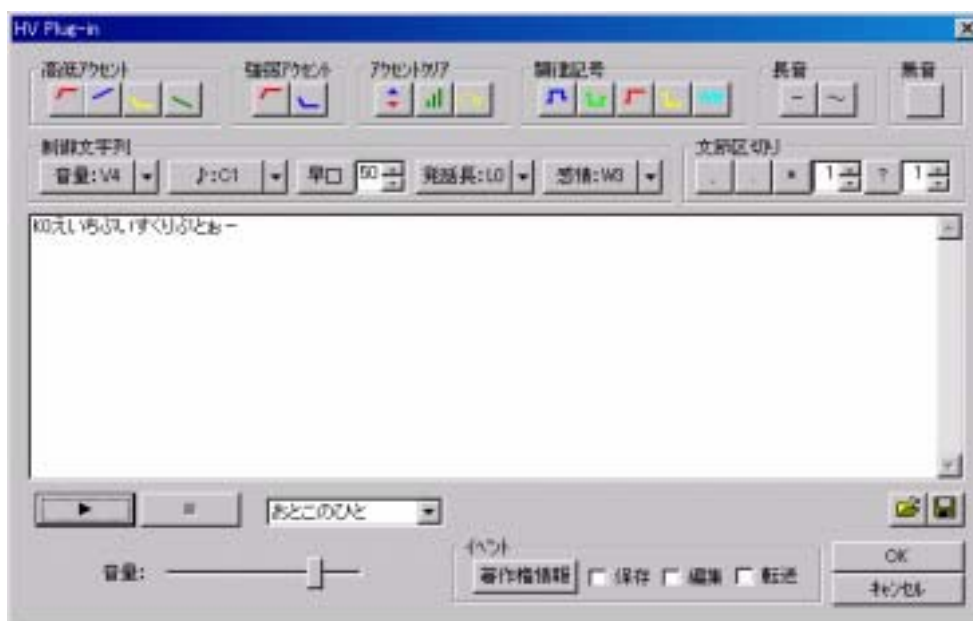 HV Plug-in
高低アクセント 強弱アクセント アクセントクリア 調律記号 長音 無音
制御文字列 文節区切り
音量:V4 ♪:C1 早口 50 発話長:L0 感情:W3 . , * 1 ? 1
K0えいちぶいすくりぷとぉー
おとこのひと
イベント
音量: 著作権情報 保存 編集 転送 OK
キャンセル